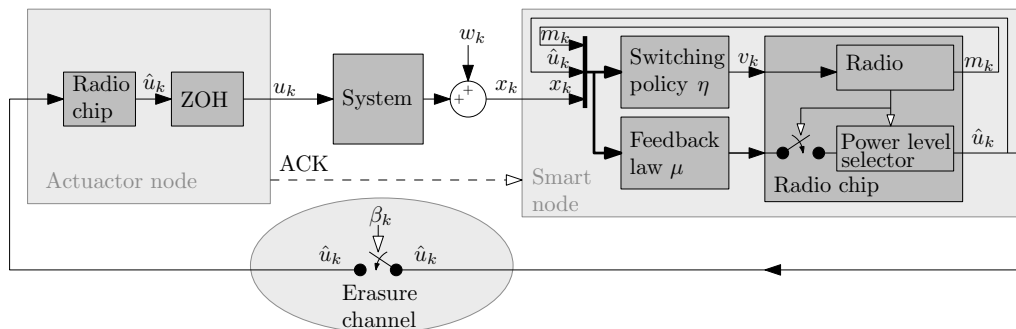 Radio
chip
û_k
ZOH
Actuactor node
u_k
System
w_k
+
+
x_k
ACK
m_k
û_k
x_k
Switching
policy η
v_k
Radio
m_k
Feedback
law μ
Power level
selector
û_k
Radio chip
Smart
node
β_k
û_k
û_k
Erasure
channel